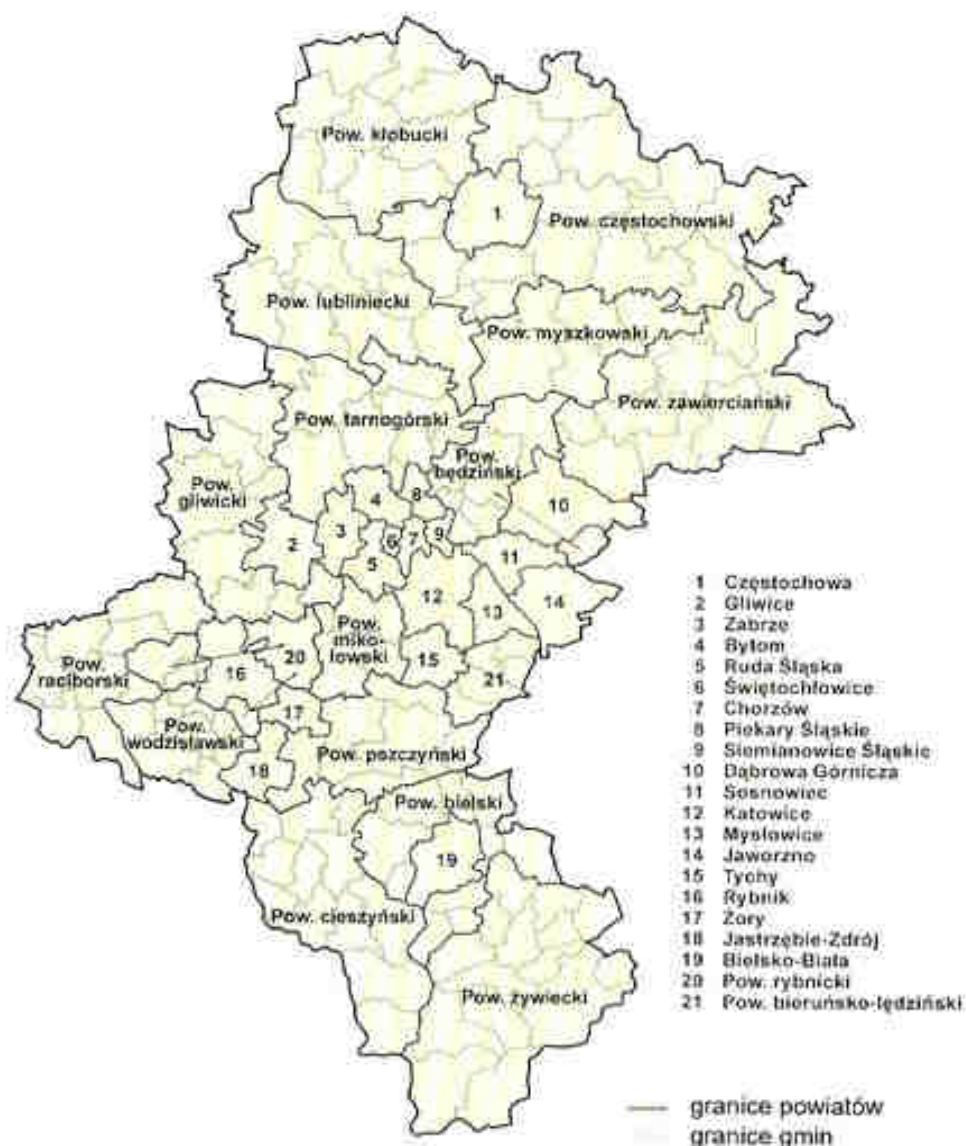 Pow. kłobucki
1
Pow. częstochowski
Pow. lubliniecki
Pow. myszkowski
Pow. zawierciański
Pow. tarnogórski
Pow.
będziński
Pow.
gliwicki
4
8
10
2
3
6
7
9
5
11
12
13
14
Pow.
miko-
łowski
Pow.
raciborski
20
16
15
21
17
Pow.
wodzisławski
Pow. pszczyński
18
Pow. bielski
19
Pow. cieszyński
Pow. żywiecki
1 Częstochowa
2 Gliwice
3 Zabrze
4 Bytom
5 Ruda Śląska
6 Świętochłowice
7 Chorzów
8 Piekary Śląskie
9 Siemianowice Śląskie
10 Dąbrowa Górnicza
11 Sosnowiec
12 Katowice
13 Mysłowice
14 Jaworzno
15 Tychy
16 Rybnik
17 Żory
18 Jastrzębie-Zdrój
19 Bielsko-Biała
20 Pow. rybnicki
21 Pow. bieruńsko-lędziński
granice powiatów
granice gmin